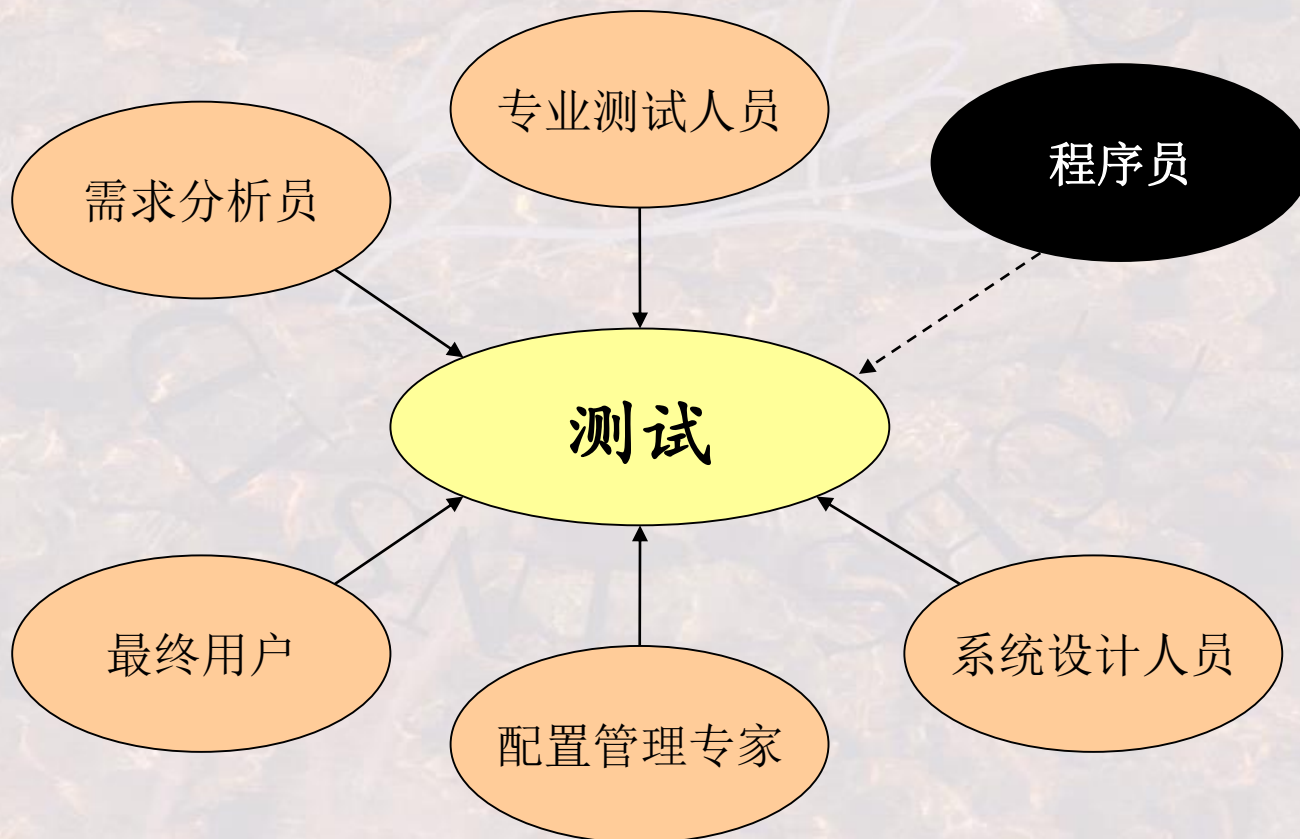 专业测试人员
程序员
需求分析员
测试
最终用户
系统设计人员
配置管理专家